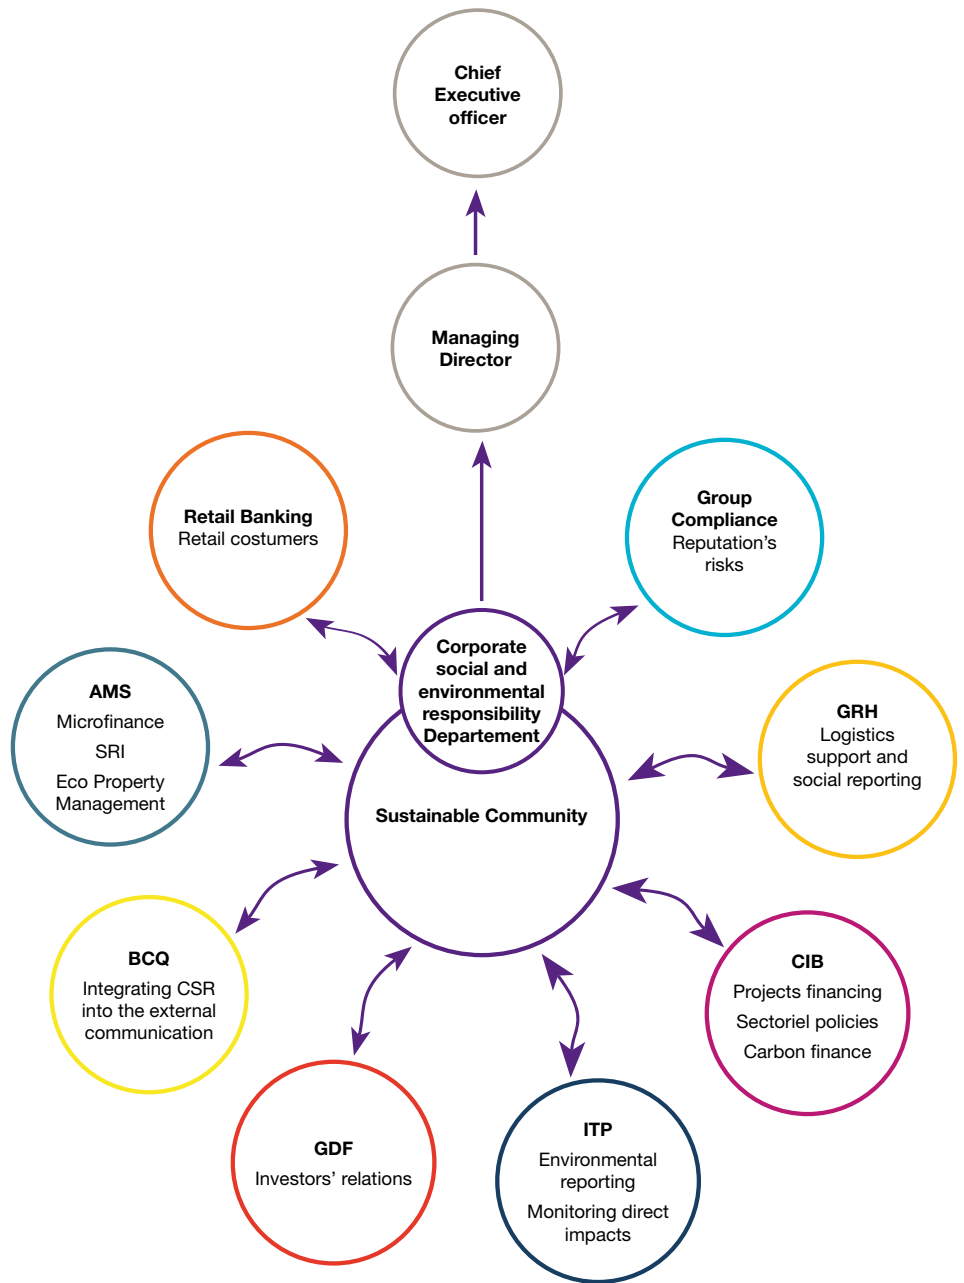 Chief
Executive
officer
Managing
Director
Retail Banking
Retail costumers
Group
Compliance
Reputation’s
risks
Corporate
social and
environmental
responsibility
Departement
Sustainable Community
AMS
Microfinance
SRI
Eco Property
Management
GRH
Logistics
support and
social reporting
BCQ
Integrating CSR
into the external
communication
CIB
Projects financing
Sectoriel policies
Carbon finance
GDF
Investors’ relations
ITP
Environmental
reporting
Monitoring direct
impacts